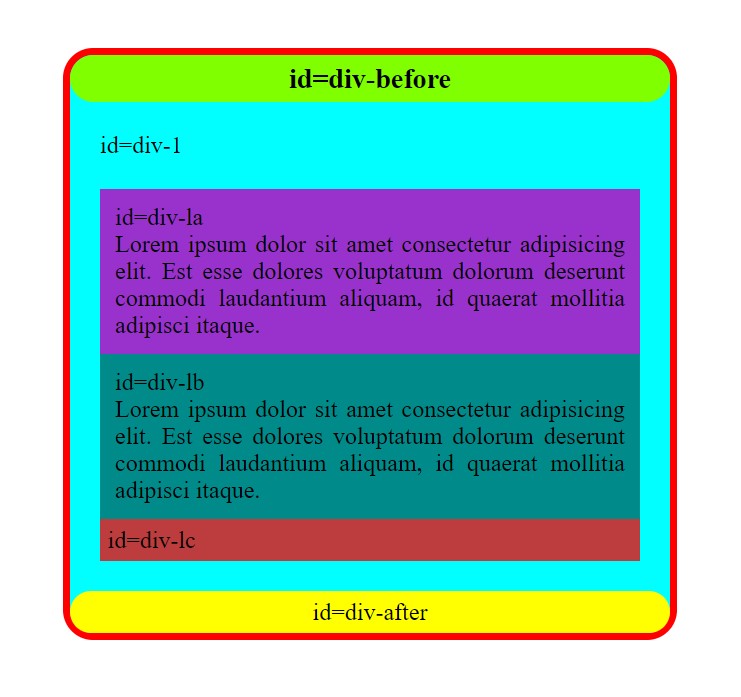 id=div-before
id=div-1
id=div-la
Lorem ipsum dolor sit amet consectetur adipisicing
elit. Est esse dolores voluptatum dolorum deserunt
commodi laudantium aliquam, id quaerat mollitia
adipisci itaque.
id=div-lb
Lorem ipsum dolor sit amet consectetur adipisicing
elit. Est esse dolores voluptatum dolorum deserunt
commodi laudantium aliquam, id quaerat mollitia
adipisci itaque.
id=div-lc
id=div-after